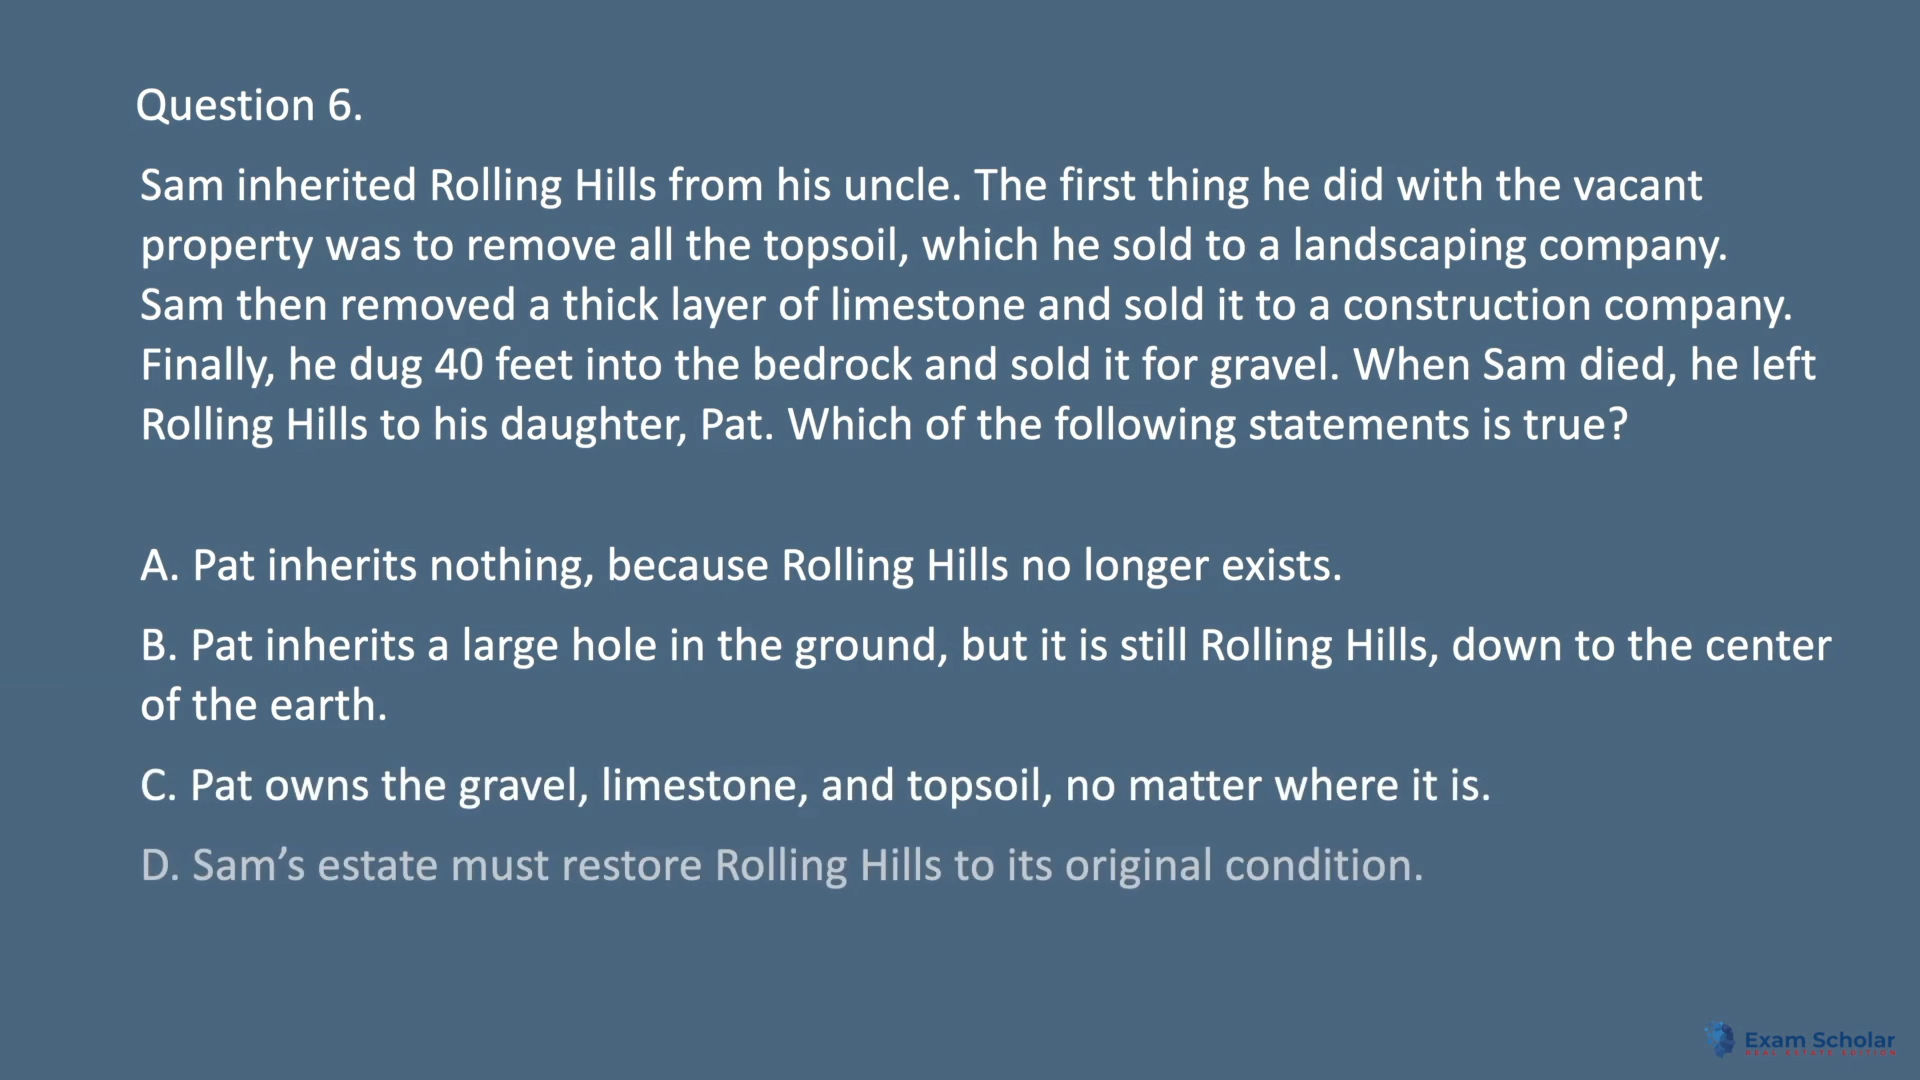 Question 6.
Sam inherited Rolling Hills from his uncle. The first thing he did with the vacant
property was to remove all the topsoil, which he sold to a landscaping company.
Sam then removed a thick layer of limestone and sold it to a construction company.
Finally, he dug 40 feet into the bedrock and sold it for gravel. When Sam died, he left
Rolling Hills to his daughter, Pat. Which of the following statements is true?
A. Pat inherits nothing, because Rolling Hills no longer exists.
B. Pat inherits a large hole in the ground, but it is still Rolling Hills, down to the center
of the earth.
C. Pat owns the gravel, limestone, and topsoil, no matter where it is.
D. Sam’s estate must restore Rolling Hills to its original condition.
Exam Scholar
REAL ESTATE EDITION